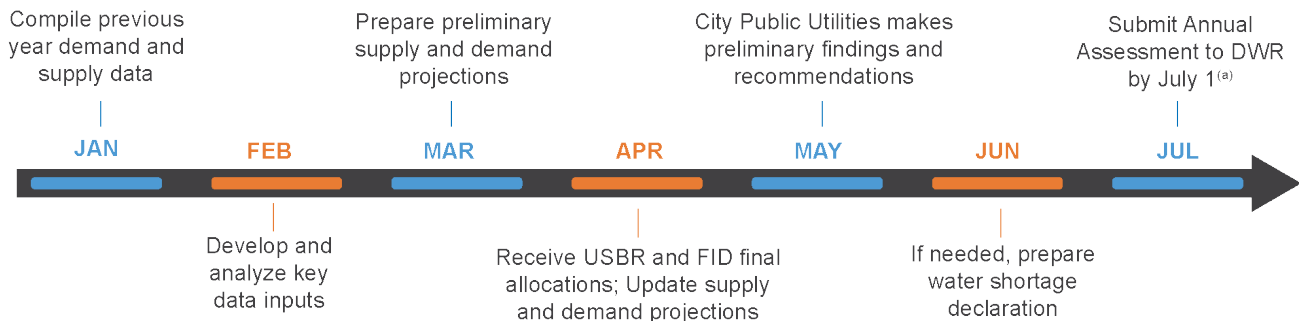 Compile previous
year demand and
supply data
Prepare preliminary
supply and demand
projections
City Public Utilities makes
preliminary findings and
recommendations
Submit Annual
Assessment to DWR
by July 1(a)
JAN
FEB
MAR
APR
MAY
JUN
JUL
Develop and
analyze key
data inputs
Receive USBR and FID final
allocations; Update supply
and demand projections
If needed, prepare
water shortage
declaration